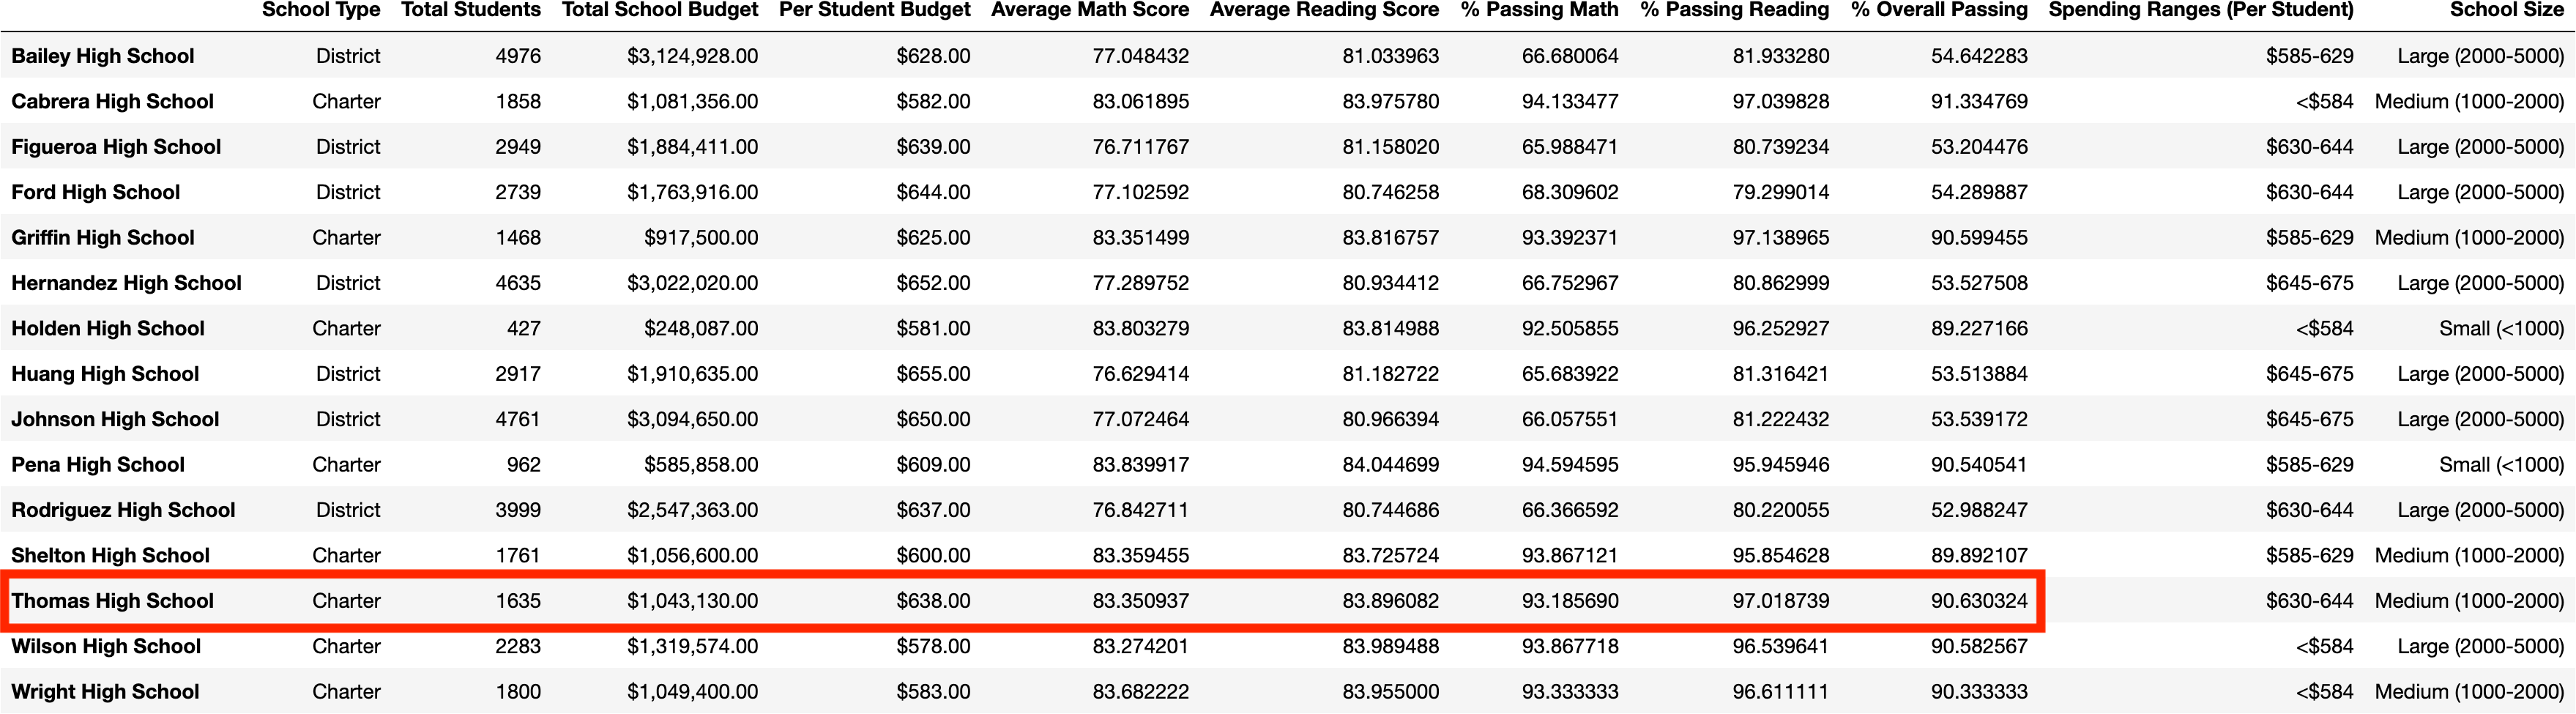 School Type Total Students Total School Budget Per Student Budget Average Math Score Average Reading Score % Passing Math % Passing Reading % Overall Passing Spending Ranges (Per Student) School Size
Bailey High School District 4976 $3,124,928.00 $628.00 77.048432 81.033963 66.680064 81.933280 54.642283 $585-629 Large (2000-5000)
Cabrera High School Charter 1858 $1,081,356.00 $582.00 83.061895 83.975780 94.133477 97.039828 91.334769 <$584 Medium (1000-2000)
Figueroa High School District 2949 $1,884,411.00 $639.00 76.711767 81.158020 65.988471 80.739234 53.204476 $630-644 Large (2000-5000)
Ford High School District 2739 $1,763,916.00 $644.00 77.102592 80.746258 68.309602 79.299014 54.289887 $630-644 Large (2000-5000)
Griffin High School Charter 1468 $917,500.00 $625.00 83.351499 83.816757 93.392371 97.138965 90.599455 $585-629 Medium (1000-2000)
Hernandez High School District 4635 $3,022,020.00 $652.00 77.289752 80.934412 66.752967 80.862999 53.527508 $645-675 Large (2000-5000)
Holden High School Charter 427 $248,087.00 $581.00 83.803279 83.814988 92.505855 96.252927 89.227166 <$584 Small (<1000)
Huang High School District 2917 $1,910,635.00 $655.00 76.629414 81.182722 65.683922 81.316421 53.513884 $645-675 Large (2000-5000)
Johnson High School District 4761 $3,094,650.00 $650.00 77.072464 80.966394 66.057551 81.222432 53.539172 $645-675 Large (2000-5000)
Pena High School Charter 962 $585,858.00 $609.00 83.839917 84.044699 94.594595 95.945946 90.540541 $585-629 Small (<1000)
Rodriguez High School District 3999 $2,547,363.00 $637.00 76.842711 80.744686 66.366592 80.220055 52.988247 $630-644 Large (2000-5000)
Shelton High School Charter 1761 $1,056,600.00 $600.00 83.359455 83.725724 93.867121 95.854628 89.892107 $585-629 Medium (1000-2000)
Thomas High School Charter 1635 $1,043,130.00 $638.00 83.350937 83.896082 93.185690 97.018739 90.630324 $630-644 Medium (1000-2000)
Wilson High School Charter 2283 $1,319,574.00 $578.00 83.274201 83.989488 93.867718 96.539641 90.582567 <$584 Large (2000-5000)
Wright High School Charter 1800 $1,049,400.00 $583.00 83.682222 83.955000 93.333333 96.611111 90.333333 <$584 Medium (1000-2000)